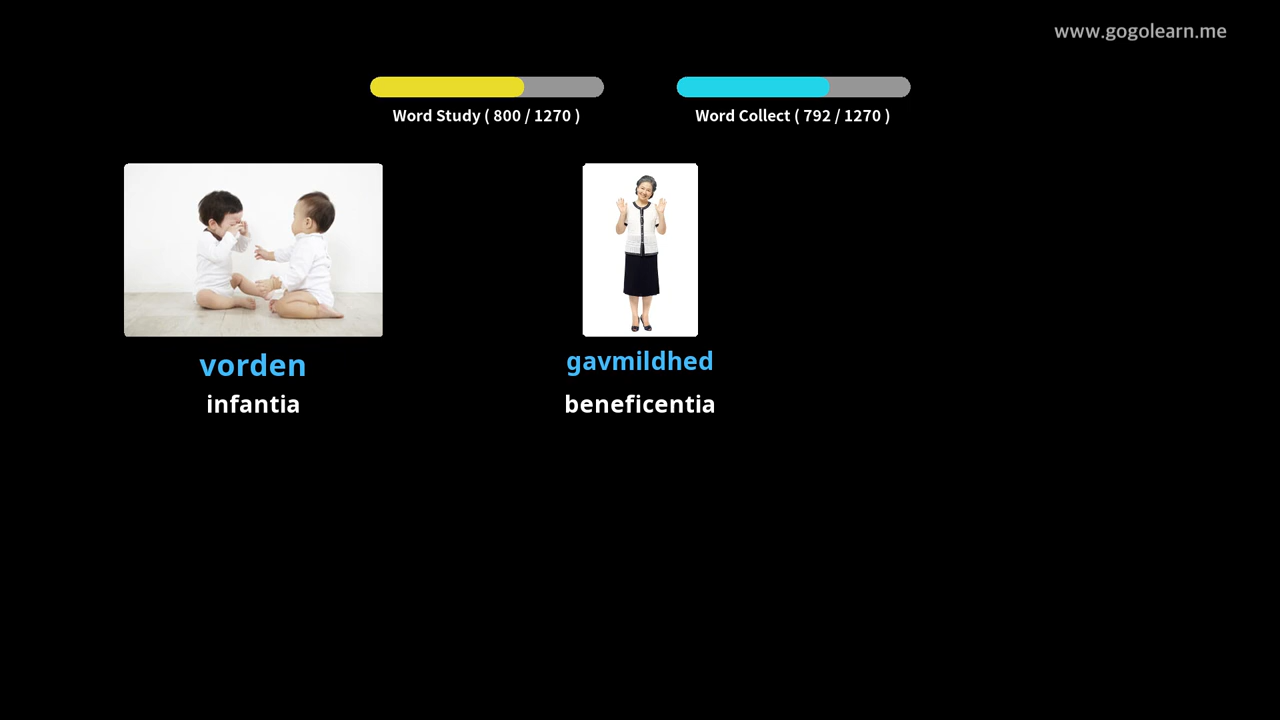 www.gogolearn.me
Word Study ( 800 / 1270 )
Word Collect ( 792 / 1270 )
vorden
infantia
gavmildhed
beneficentia